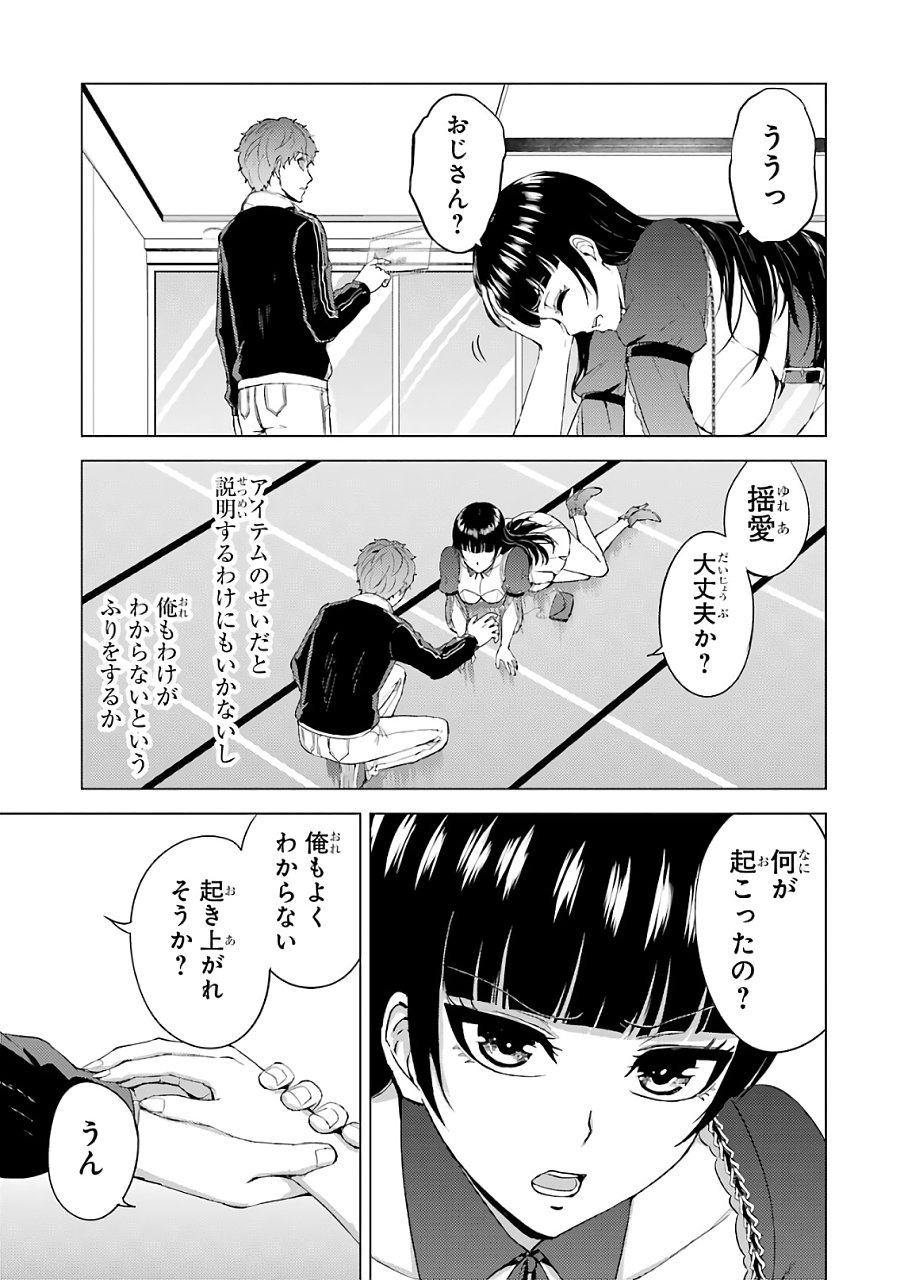 ううっ
おじさん?
揺愛
大丈夫か?
アイテムのせいだと
説明するわけにもいかないし
俺もわけが
わからないという
ふりをするか
何が
起こったの?
俺もよく
わからない
起き上がれ
そうか?
うん